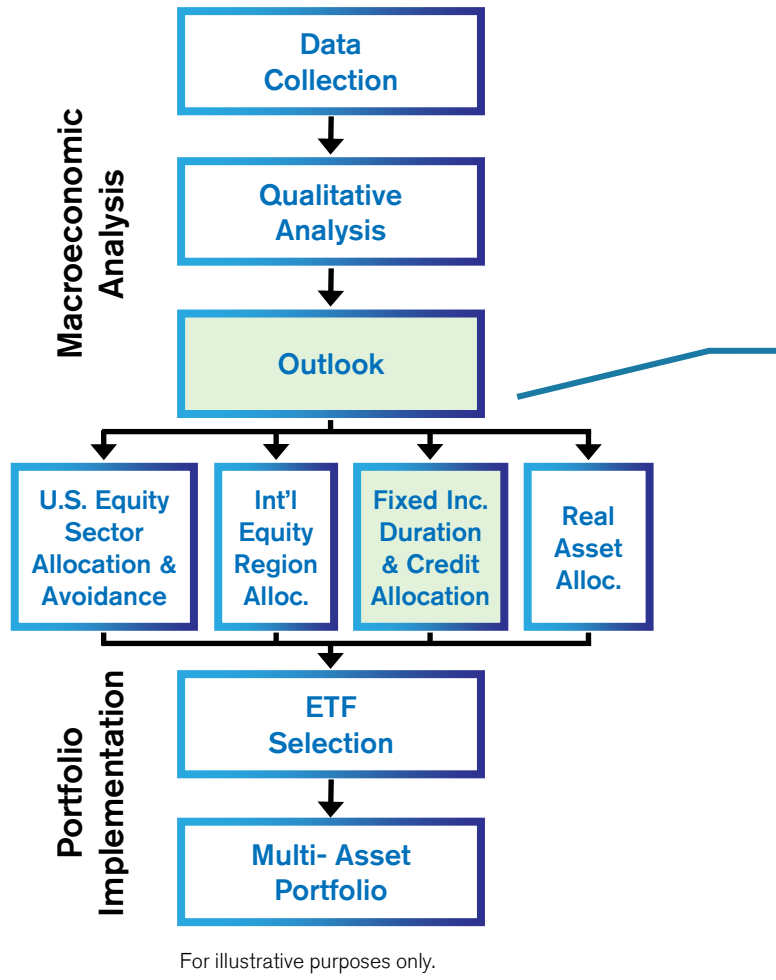 Data
Collection
Macroeconomic
Analysis
Qualitative
Analysis
Outlook
U.S. Equity
Sector
Allocation &
Avoidance
Int'l
Equity
Region
Alloc.
Fixed Inc.
Duration
& Credit
Allocation
Real
Asset
Alloc.
Portfolio
Implementation
ETF
Selection
Multi- Asset
Portfolio
For illustrative purposes only.